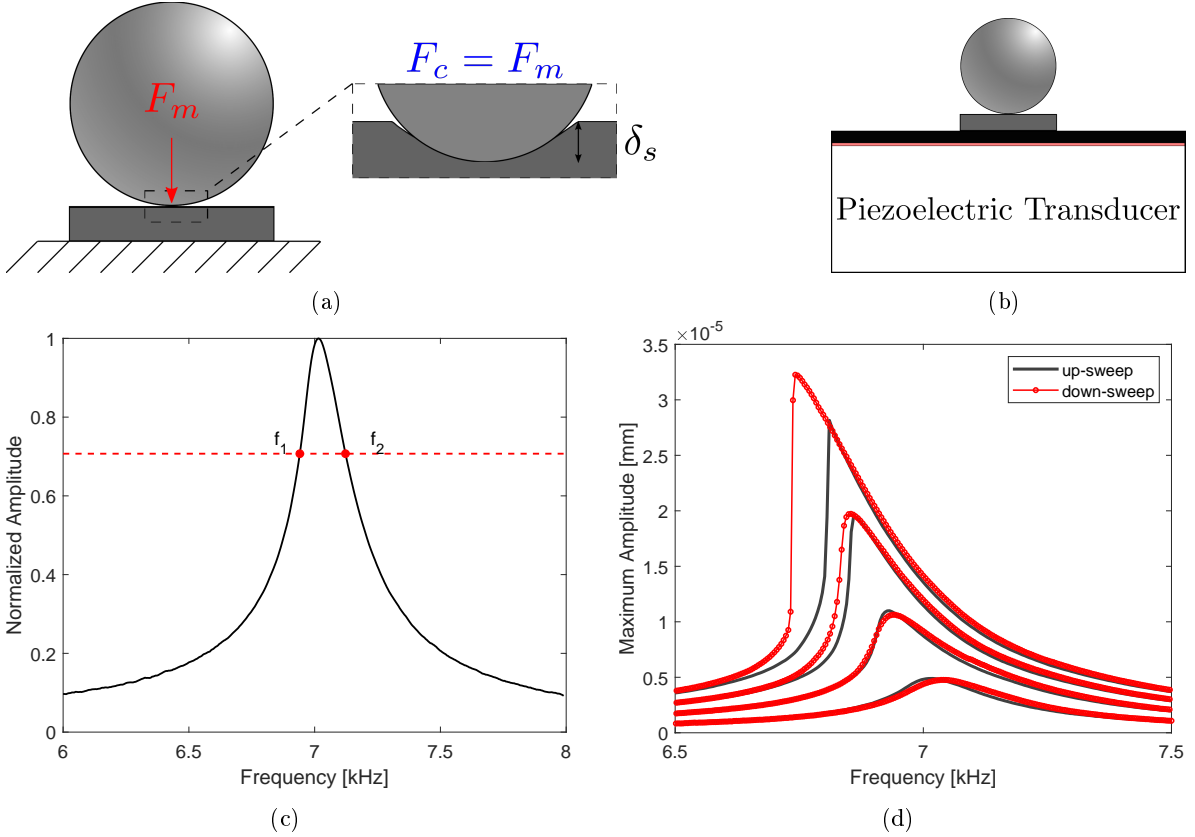 F_m
F_c = F_m
δ_s
(a)
Piezoelectric Transducer
(b)
Normalized Amplitude
1
0.8
0.6
0.4
0.2
0
f_1
f_2
6
6.5
7
7.5
8
Frequency [kHz]
(c)
×10^-5
Maximum Amplitude [mm]
3.5
3
2.5
2
1.5
1
0.5
0
up-sweep
down-sweep
6.5
7
7.5
Frequency [kHz]
(d)